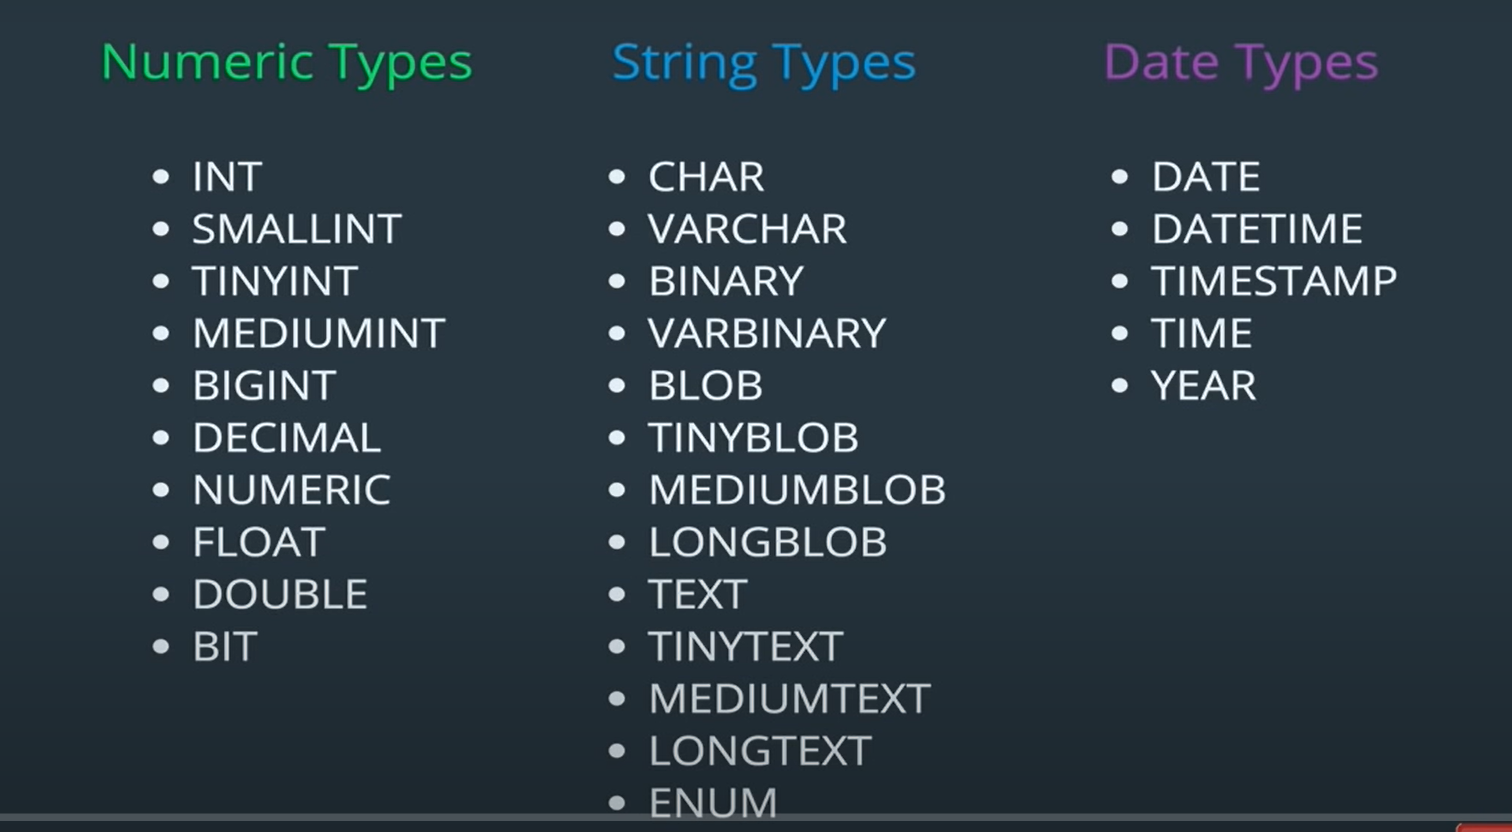 Numeric Types
INT
SMALLINT
TINYINT
MEDIUMINT
BIGINT
DECIMAL
NUMERIC
FLOAT
DOUBLE
BIT
String Types
CHAR
VARCHAR
BINARY
VARBINARY
BLOB
TINYBLOB
MEDIUMBLOB
LONGBLOB
TEXT
TINYTEXT
MEDIUMTEXT
LONGTEXT
ENUM
Date Types
DATE
DATETIME
TIMESTAMP
TIME
YEAR